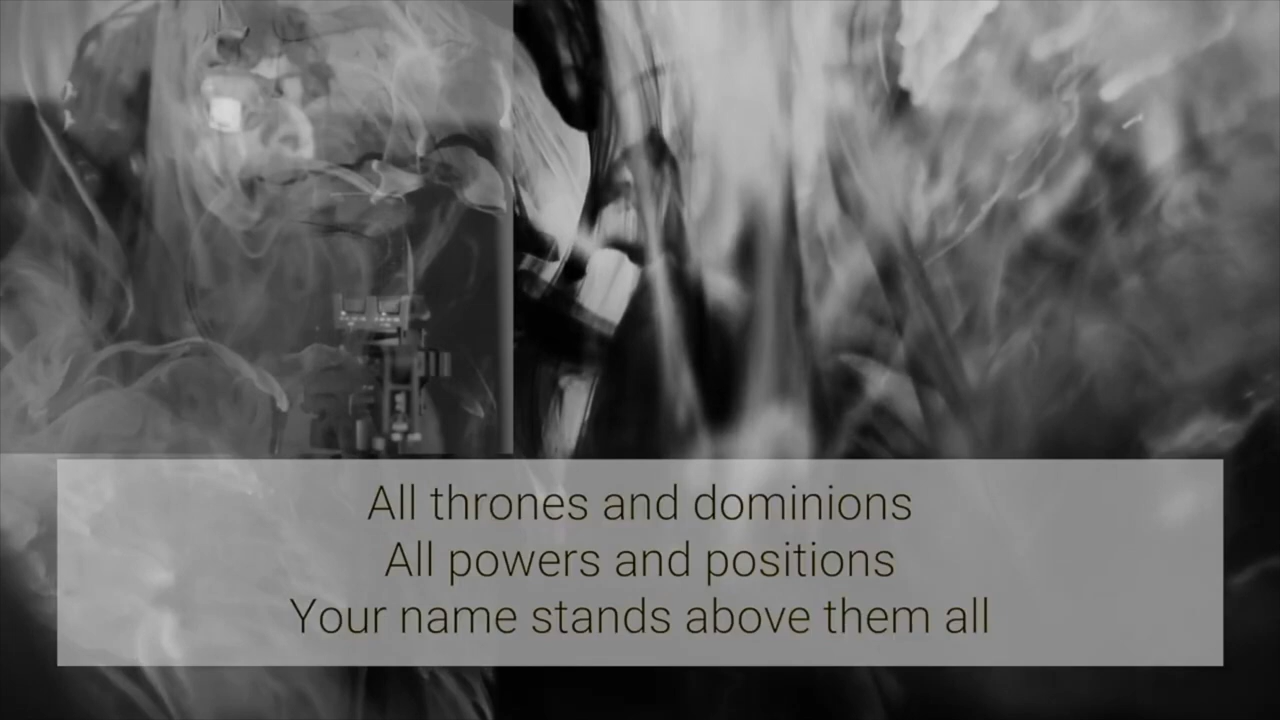 All thrones and dominions
All powers and positions
Your name stands above them all